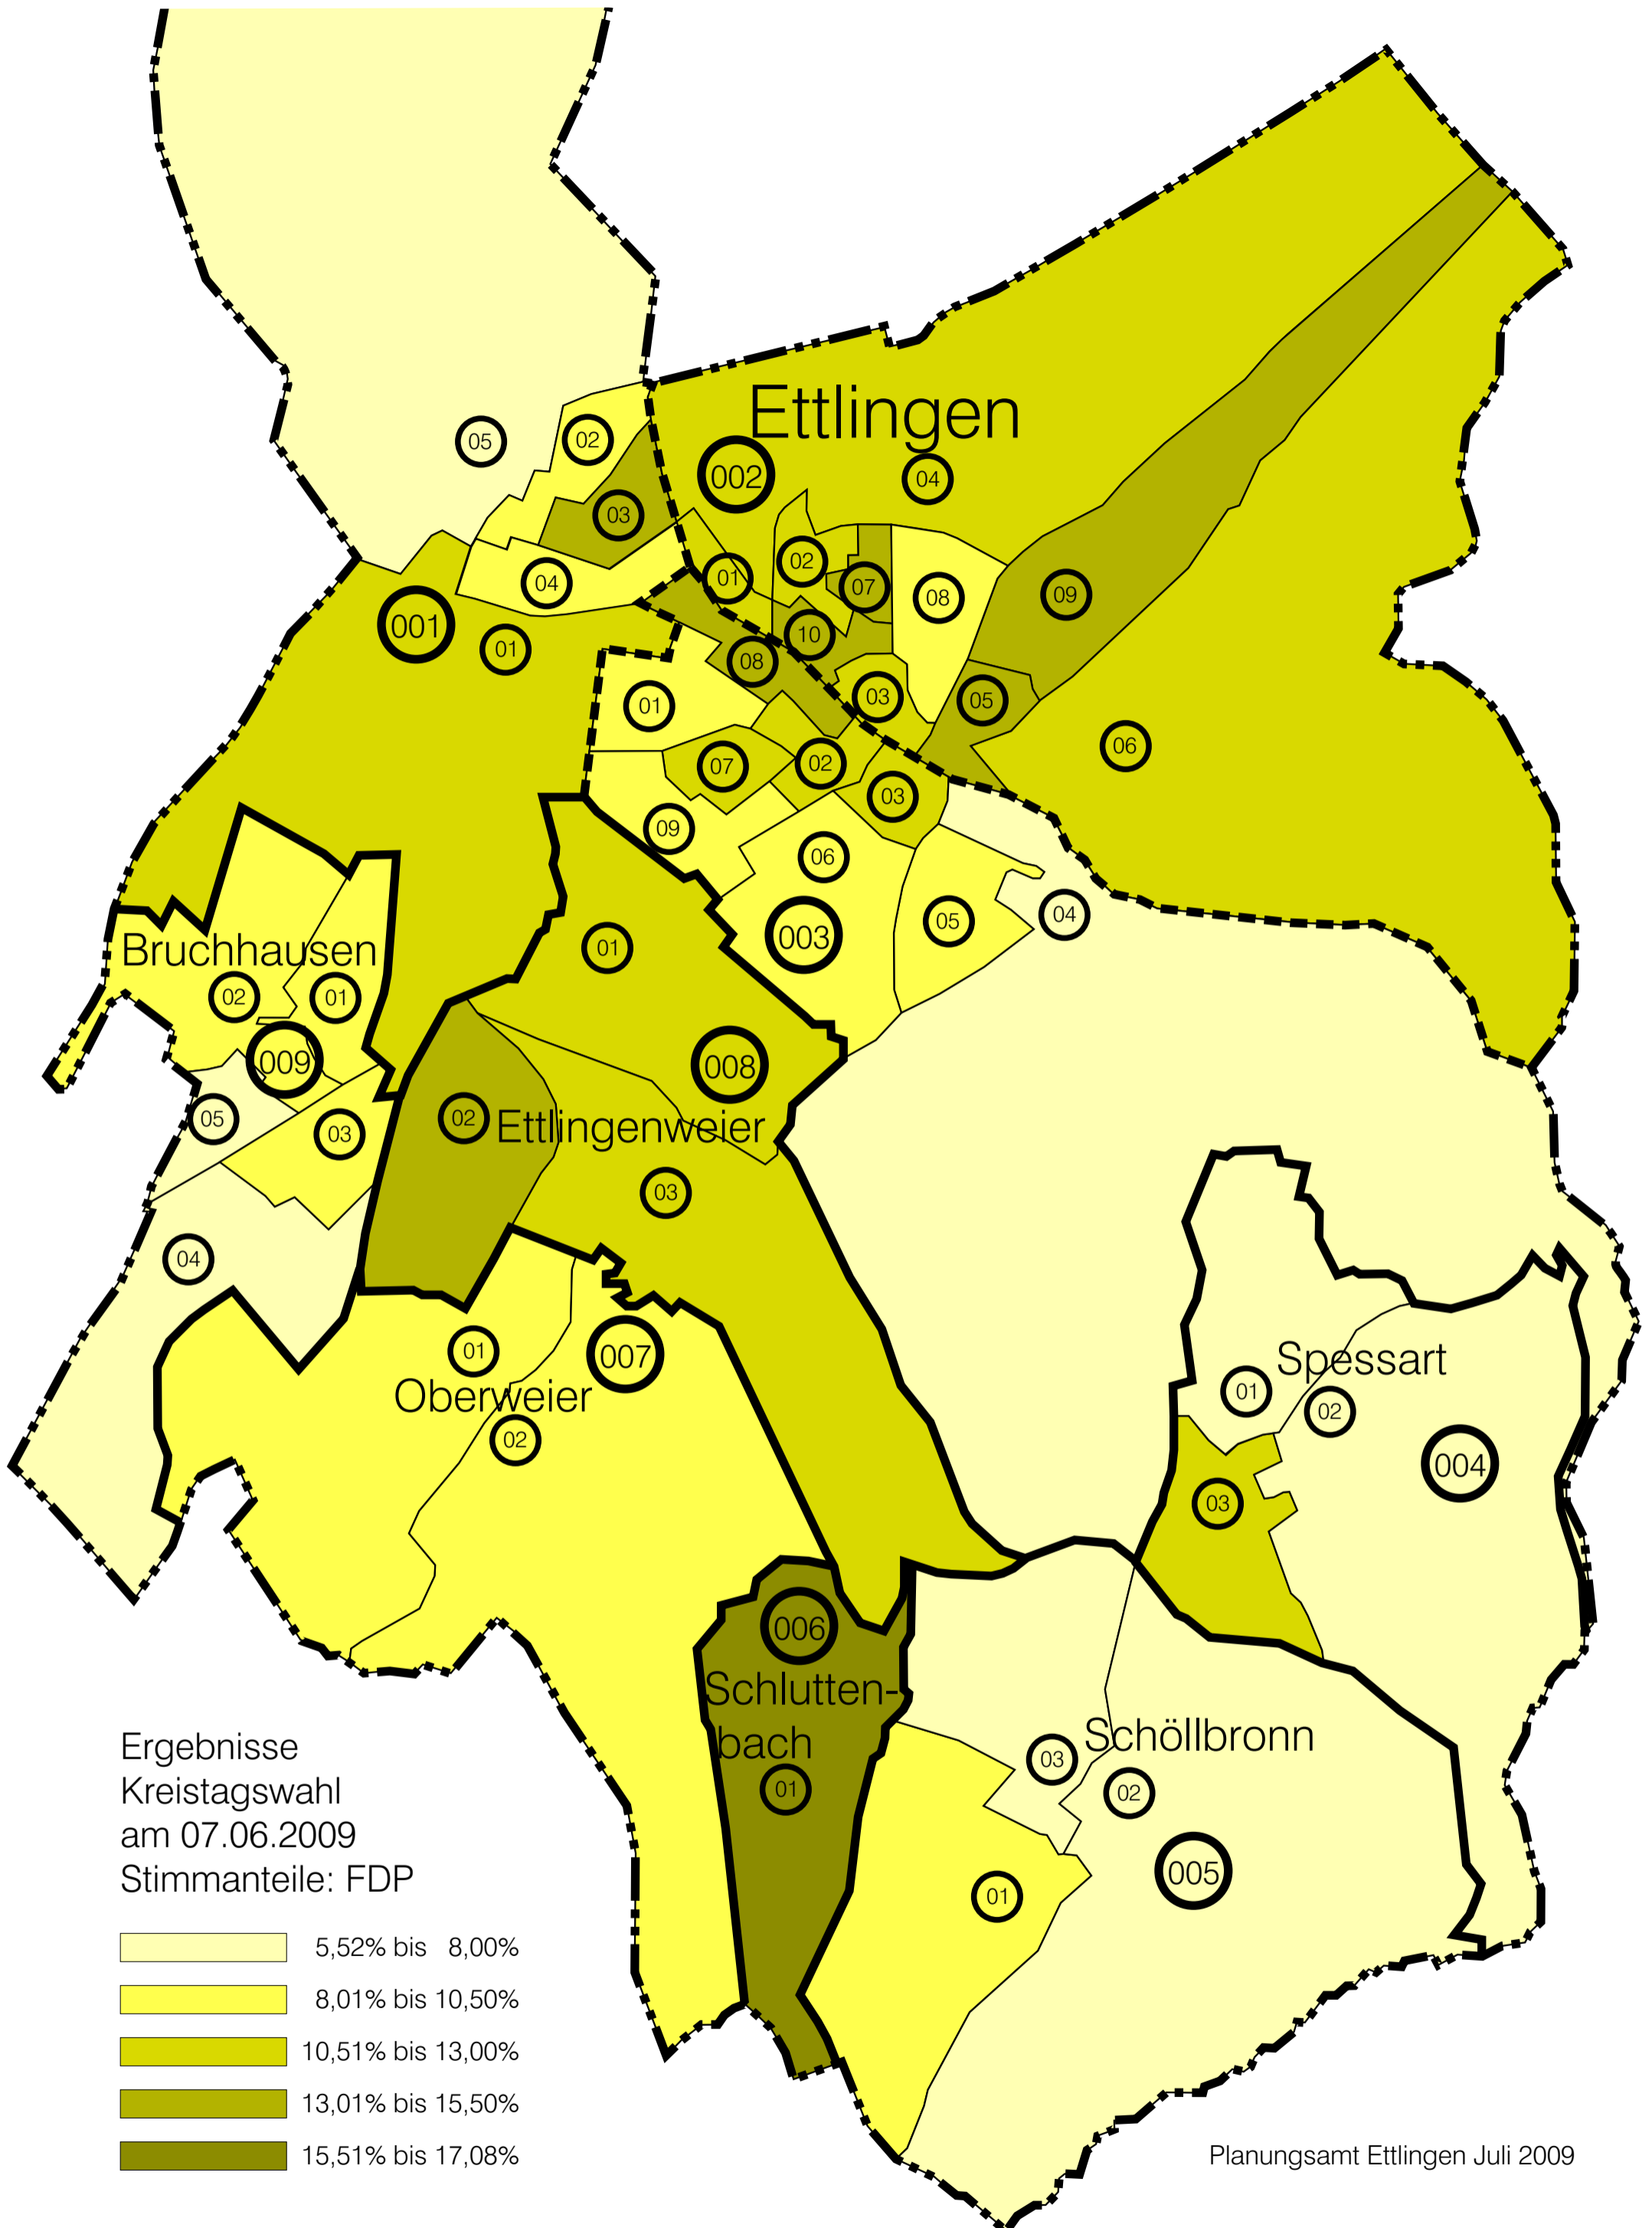 Ettlingen
05
02
002
04
03
02
04
01
07
08
09
001
10
01
08
03
05
01
06
07
02
03
09
06
003
05
04
01
Bruchhausen
02
01
009
008
05
03
02
Ettlingenweier
03
04
01
007
Oberweier
02
Spessart
01
02
004
03
006
Schlutten-
bach
01
Schöllbronn
03
02
005
01
Ergebnisse
Kreistagswahl
am 07.06.2009
Stimmanteile: FDP
5,52% bis 8,00%
8,01% bis 10,50%
10,51% bis 13,00%
13,01% bis 15,50%
15,51% bis 17,08%
Planungsamt Ettlingen Juli 2009